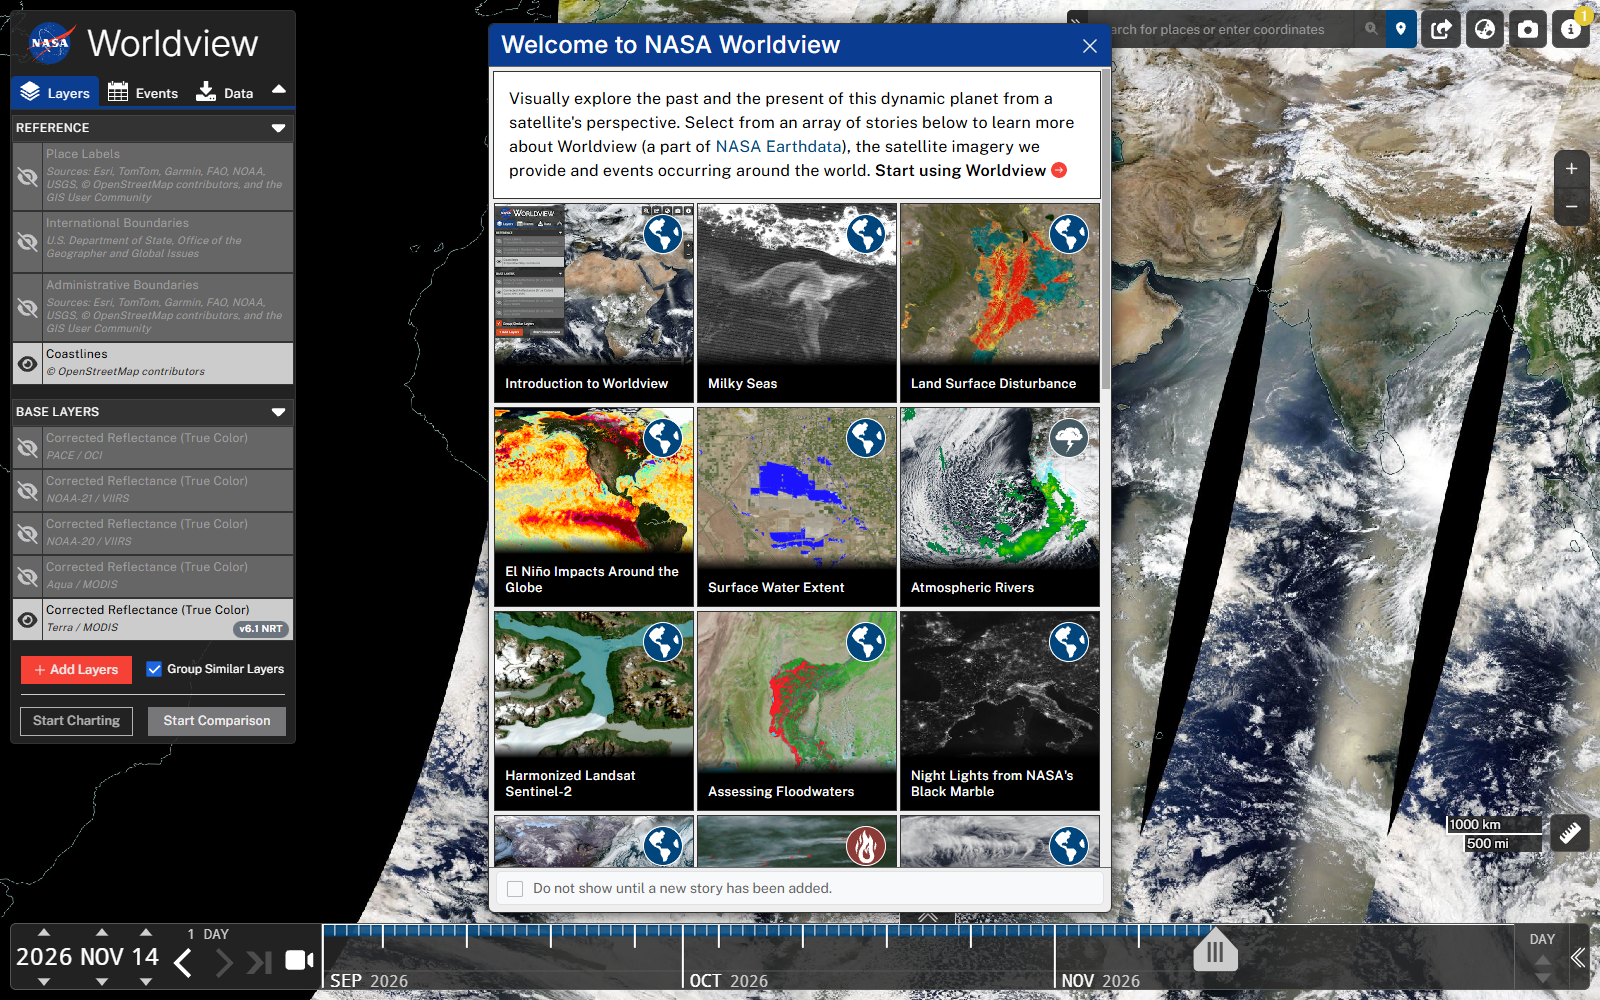 NASA
Worldview
Layers
Events
Data
REFERENCE
Place Labels
Sources: Esri, TomTom, Garmin, FAO, NOAA,
USGS, © OpenStreetMap contributors, and the
GIS User Community
International Boundaries
U.S. Department of State, Office of the
Geographer and Global Issues
Administrative Boundaries
Sources: Esri, TomTom, Garmin, FAO, NOAA,
USGS, © OpenStreetMap contributors, and the
GIS User Community
Coastlines
© OpenStreetMap contributors
BASE LAYERS
Corrected Reflectance (True Color)
PACE / OCI
Corrected Reflectance (True Color)
NOAA-21 / VIIRS
Corrected Reflectance (True Color)
NOAA-20 / VIIRS
Corrected Reflectance (True Color)
Aqua / MODIS
Corrected Reflectance (True Color)
Terra / MODIS
v6.1 NRT
+ Add Layers
Group Similar Layers
Start Charting
Start Comparison
Welcome to NASA Worldview
Visually explore the past and the present of this dynamic planet from a
satellite's perspective. Select from an array of stories below to learn more
about Worldview (a part of NASA Earthdata), the satellite imagery we
provide and events occurring around the world. Start using Worldview
Introduction to Worldview
Milky Seas
Land Surface Disturbance
El Niño Impacts Around the
Globe
Surface Water Extent
Atmospheric Rivers
Harmonized Landsat
Sentinel-2
Assessing Floodwaters
Night Lights from NASA's
Black Marble
Do not show until a new story has been added.
for places or enter coordinates
1
+
−
1000 km
500 mi
2026 NOV 14
1 DAY
SEP 2026
OCT 2026
NOV 2026
DAY